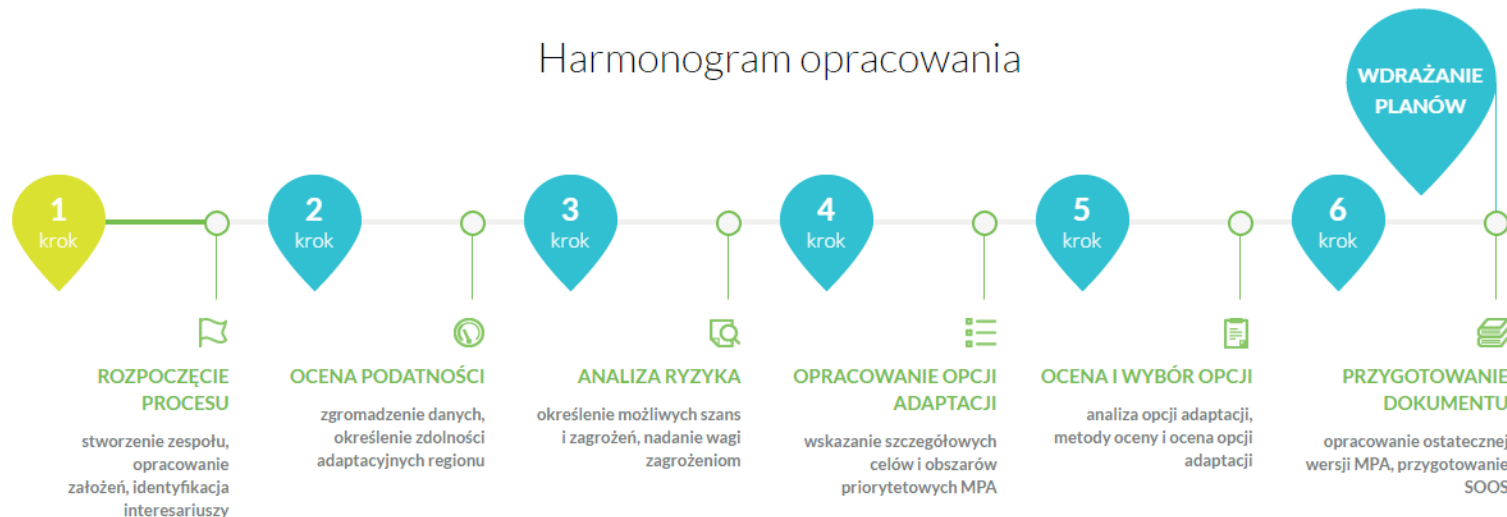 Harmonogram opracowania
WDRAŻANIE
PLANÓW
1
krok
2
krok
3
krok
4
krok
5
krok
6
krok
ROZPOCZĘCIE
PROCESU
stworzenie zespołu,
opracowanie
założeń, identyfikacja
interesariuszy
OCENA PODATNOŚCI
zgromadzenie danych,
określenie zdolności
adaptacyjnych regionu
ANALIZA RYZYKA
określenie możliwych szans
i zagrożeń, nadanie wagi
zagrożeniom
OPRACOWANIE OPCJI
ADAPTACJI
wskazanie szczegółowych
celów i obszarów
priorytetowych MPA
OCENA I WYBÓR OPCJI
analiza opcji adaptacji,
metody oceny i ocena opcji
adaptacji
PRZYGOTOWANIE
DOKUMENTU
opracowanie ostatecznej
wersji MPA, przygotowanie
SOOS